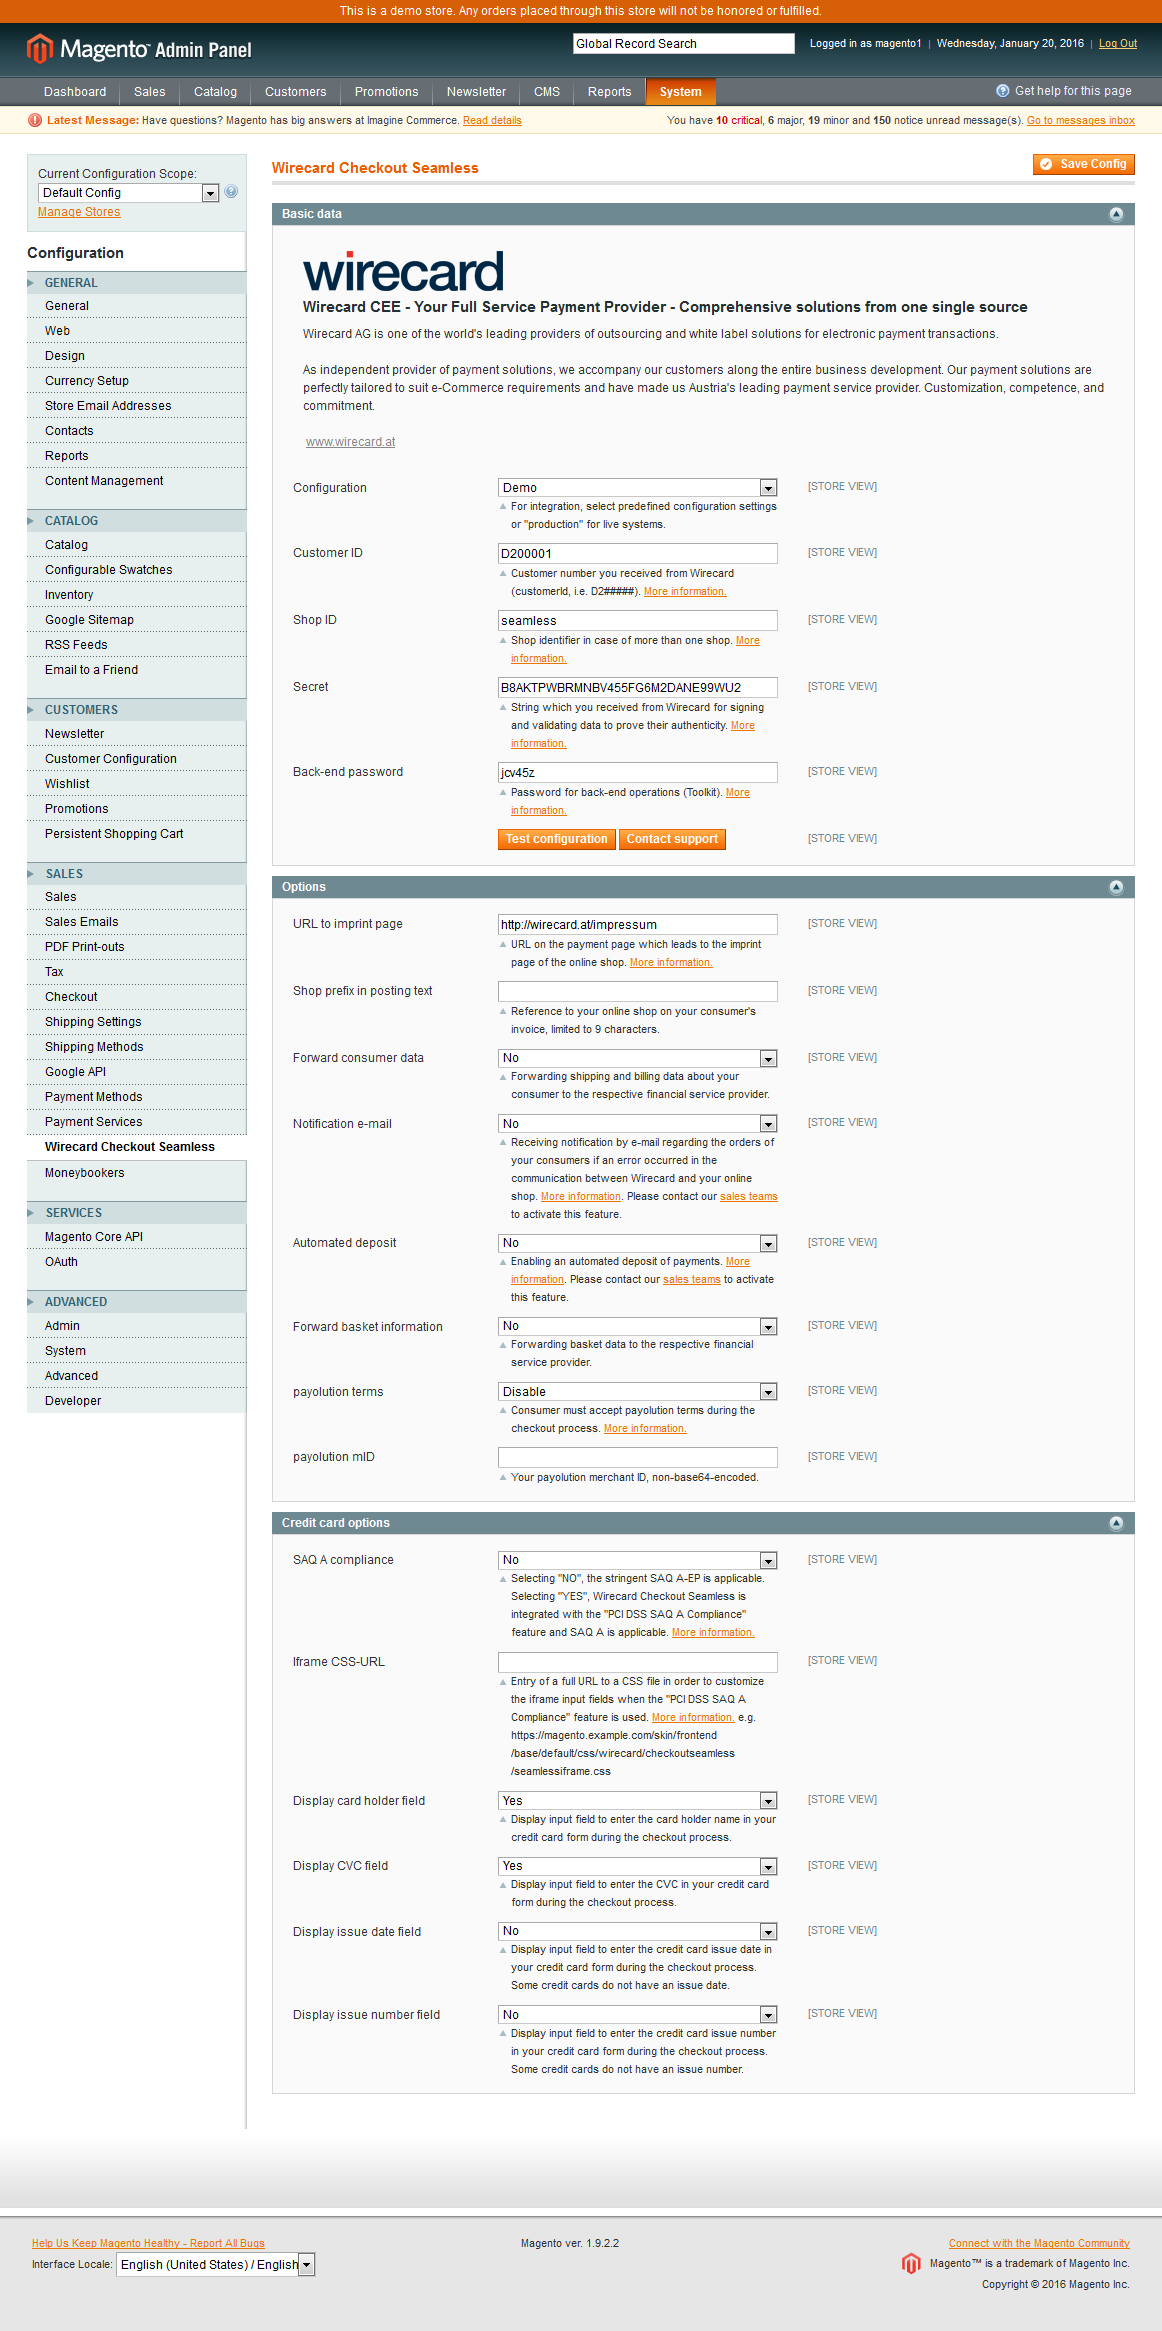 This is a demo store. Any orders placed through this store will not be honored or fulfilled.
Magento™ Admin Panel
Global Record Search
Logged in as magento1 | Wednesday, January 20, 2016 | Log Out
Dashboard Sales Catalog Customers Promotions Newsletter CMS Reports System
Get help for this page
Latest Message: Have questions? Magento has big answers at Imagine Commerce. Read details
You have 10 critical, 6 major, 19 minor and 150 notice unread message(s). Go to messages inbox
Current Configuration Scope:
Default Config
Manage Stores
Configuration
GENERAL
General
Web
Design
Currency Setup
Store Email Addresses
Contacts
Reports
Content Management
CATALOG
Catalog
Configurable Swatches
Inventory
Google Sitemap
RSS Feeds
Email to a Friend
CUSTOMERS
Newsletter
Customer Configuration
Wishlist
Promotions
Persistent Shopping Cart
SALES
Sales
Sales Emails
PDF Print-outs
Tax
Checkout
Shipping Settings
Shipping Methods
Google API
Payment Methods
Payment Services
Wirecard Checkout Seamless
Moneybookers
SERVICES
Magento Core API
OAuth
ADVANCED
Admin
System
Advanced
Developer
Wirecard Checkout Seamless
Save Config
Basic data
wirecard
Wirecard CEE - Your Full Service Payment Provider - Comprehensive solutions from one single source
Wirecard AG is one of the world's leading providers of outsourcing and white label solutions for electronic payment transactions.
As independent provider of payment solutions, we accompany our customers along the entire business development. Our payment solutions are
perfectly tailored to suit e-Commerce requirements and have made us Austria's leading payment service provider. Customization, competence, and
commitment.
www.wirecard.at
Configuration Demo [STORE VIEW]
For integration, select predefined configuration settings
or "production" for live systems.
Customer ID D200001 [STORE VIEW]
Customer number you received from Wirecard
(customerId, i.e. D2#####). More information.
Shop ID seamless [STORE VIEW]
Shop identifier in case of more than one shop. More
information.
Secret B8AKTPWBRMNBV455FG6M2DANE99WU2 [STORE VIEW]
String which you received from Wirecard for signing
and validating data to prove their authenticity. More
information.
Back-end password jcv45z [STORE VIEW]
Password for back-end operations (Toolkit). More
information.
Test configuration Contact support [STORE VIEW]
Options
URL to imprint page http://wirecard.at/impressum [STORE VIEW]
URL on the payment page which leads to the imprint
page of the online shop. More information.
Shop prefix in posting text [STORE VIEW]
Reference to your online shop on your consumer's
invoice, limited to 9 characters.
Forward consumer data No [STORE VIEW]
Forwarding shipping and billing data about your
consumer to the respective financial service provider.
Notification e-mail No [STORE VIEW]
Receiving notification by e-mail regarding the orders of
your consumers if an error occurred in the
communication between Wirecard and your online
shop. More information. Please contact our sales teams
to activate this feature.
Automated deposit No [STORE VIEW]
Enabling an automated deposit of payments. More
information. Please contact our sales teams to activate
this feature.
Forward basket information No [STORE VIEW]
Forwarding basket data to the respective financial
service provider.
payolution terms Disable [STORE VIEW]
Consumer must accept payolution terms during the
checkout process. More information.
payolution mID [STORE VIEW]
Your payolution merchant ID, non-base64-encoded.
Credit card options
SAQ A compliance No [STORE VIEW]
Selecting "NO", the stringent SAQ A-EP is applicable.
Selecting "YES", Wirecard Checkout Seamless is
integrated with the "PCI DSS SAQ A Compliance"
feature and SAQ A is applicable. More information.
Iframe CSS-URL [STORE VIEW]
Entry of a full URL to a CSS file in order to customize
the iframe input fields when the "PCI DSS SAQ A
Compliance" feature is used. More information. e.g.
https://magento.example.com/skin/frontend
/base/default/css/wirecard/checkoutseamless
/seamlessiframe.css
Display card holder field Yes [STORE VIEW]
Display input field to enter the card holder name in your
credit card form during the checkout process.
Display CVC field Yes [STORE VIEW]
Display input field to enter the CVC in your credit card
form during the checkout process.
Display issue date field No [STORE VIEW]
Display input field to enter the credit card issue date in
your credit card form during the checkout process.
Some credit cards do not have an issue date.
Display issue number field No [STORE VIEW]
Display input field to enter the credit card issue number
in your credit card form during the checkout process.
Some credit cards do not have an issue number.
Help Us Keep Magento Healthy - Report All Bugs
Interface Locale: English (United States) / English
Magento ver. 1.9.2.2
Connect with the Magento Community
Magento™ is a trademark of Magento Inc.
Copyright © 2016 Magento Inc.